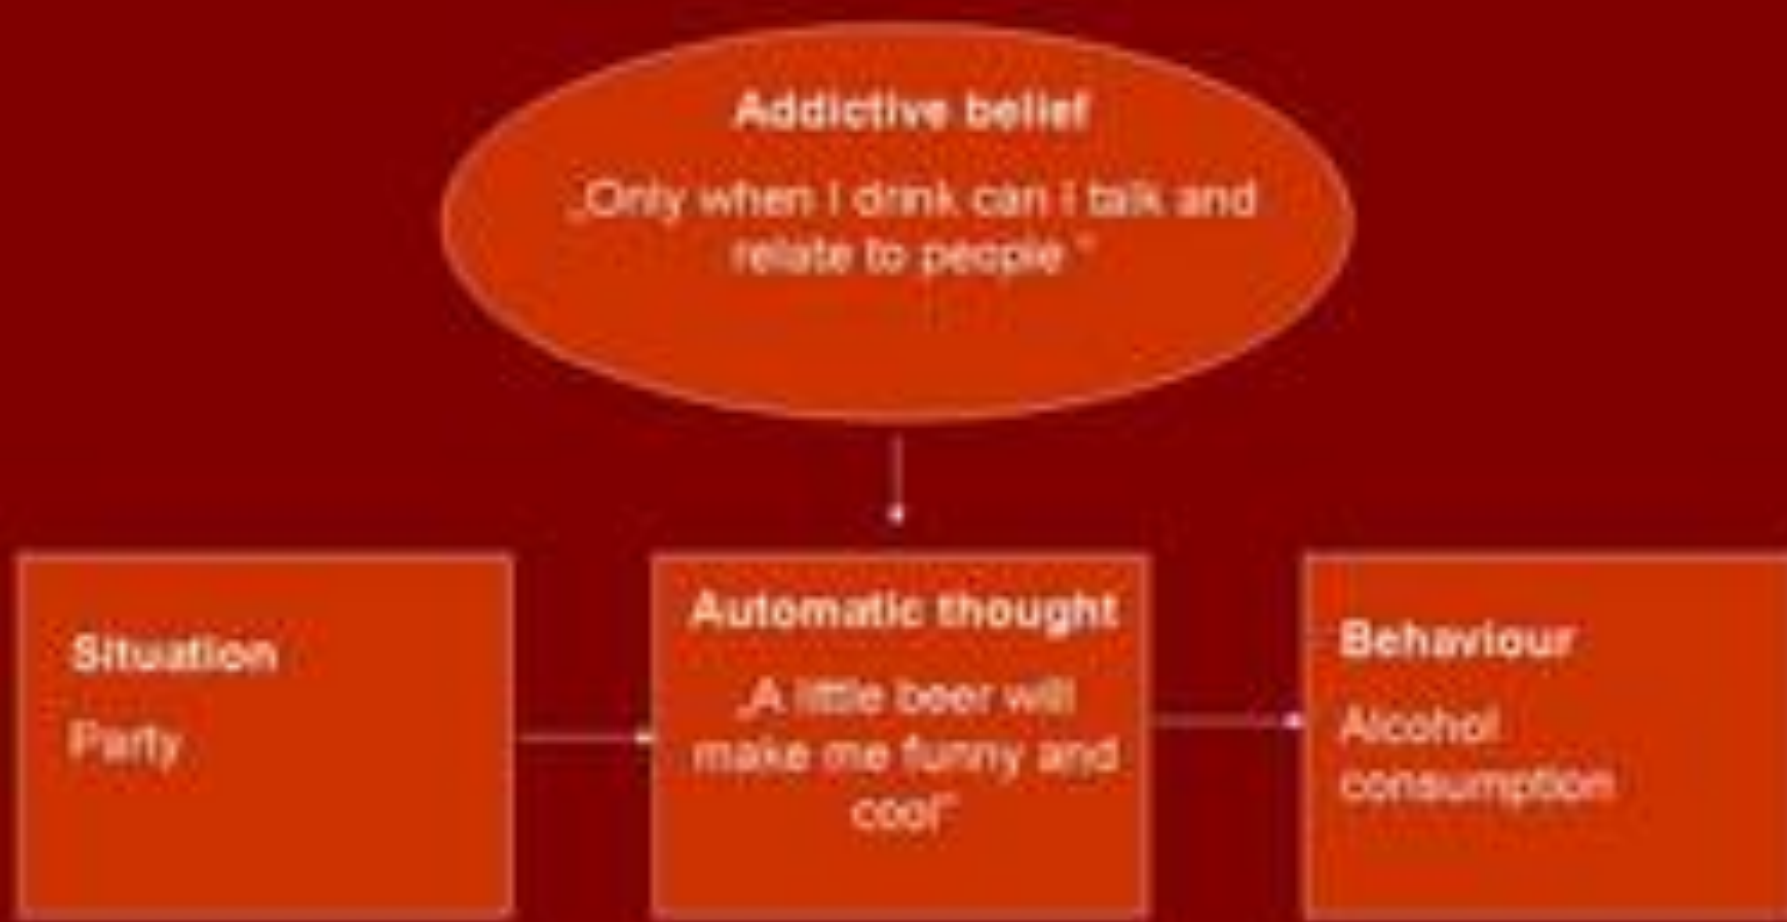 Addictive belief
„Only when I drink can I talk and
relate to people "
Situation
Party
Automatic thought
„A little beer will
make me funny and
cool"
Behaviour
Alcohol
consumption